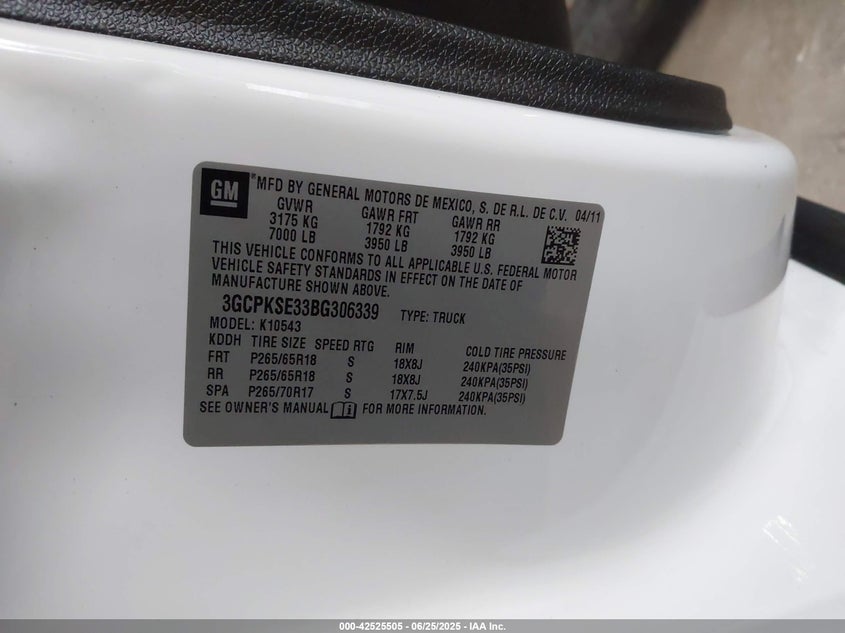 GM
®MFD BY GENERAL MOTORS DE MEXICO, S. DE R.L. DE C.V. 04/11
GVWR GAWR FRT GAWR RR
3175 KG 1792 KG 1792 KG
7000 LB 3950 LB 3950 LB
THIS VEHICLE CONFORMS TO ALL APPLICABLE U.S. FEDERAL MOTOR
VEHICLE SAFETY STANDARDS IN EFFECT ON THE DATE OF
MANUFACTURE SHOWN ABOVE.
3GCPKSE33BG306339 TYPE: TRUCK
MODEL: K10543
KDDH TIRE SIZE SPEED RTG RIM COLD TIRE PRESSURE
FRT P265/65R18 S 18X8J 240KPA(35PSI)
RR P265/65R18 S 18X8J 240KPA(35PSI)
SPA P265/70R17 S 17X7.5J 240KPA(35PSI)
SEE OWNER'S MANUAL FOR MORE INFORMATION.
000-42525505 - 06/25/2025 - IAA Inc.